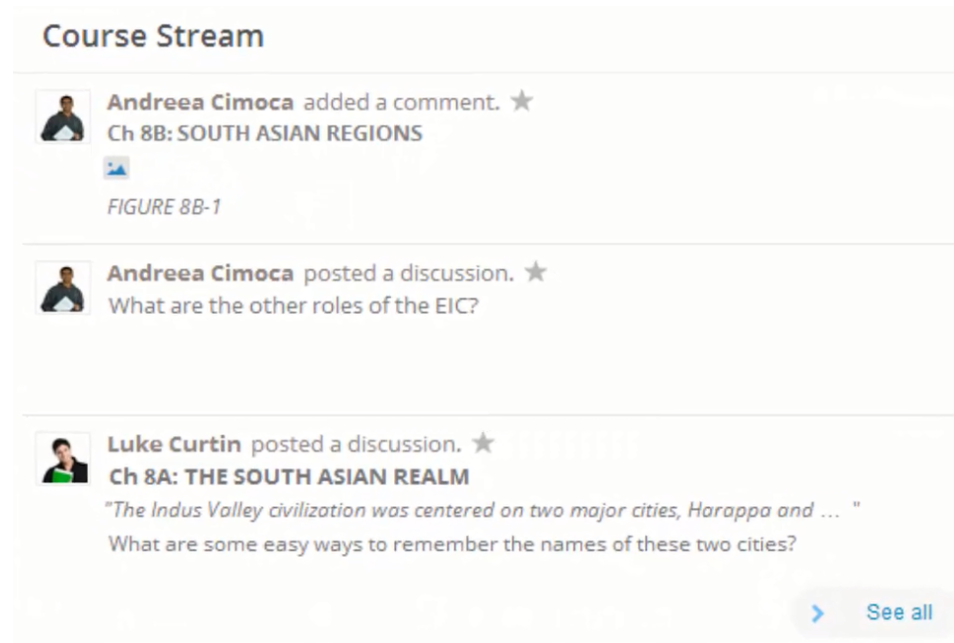 Course Stream
Andreea Cimoca added a comment.
Ch 8B: SOUTH ASIAN REGIONS
FIGURE 8B-1
Andreea Cimoca posted a discussion.
What are the other roles of the EIC?
Luke Curtin posted a discussion.
Ch 8A: THE SOUTH ASIAN REALM
"The Indus Valley civilization was centered on two major cities, Harappa and ... "
What are some easy ways to remember the names of these two cities?
See all